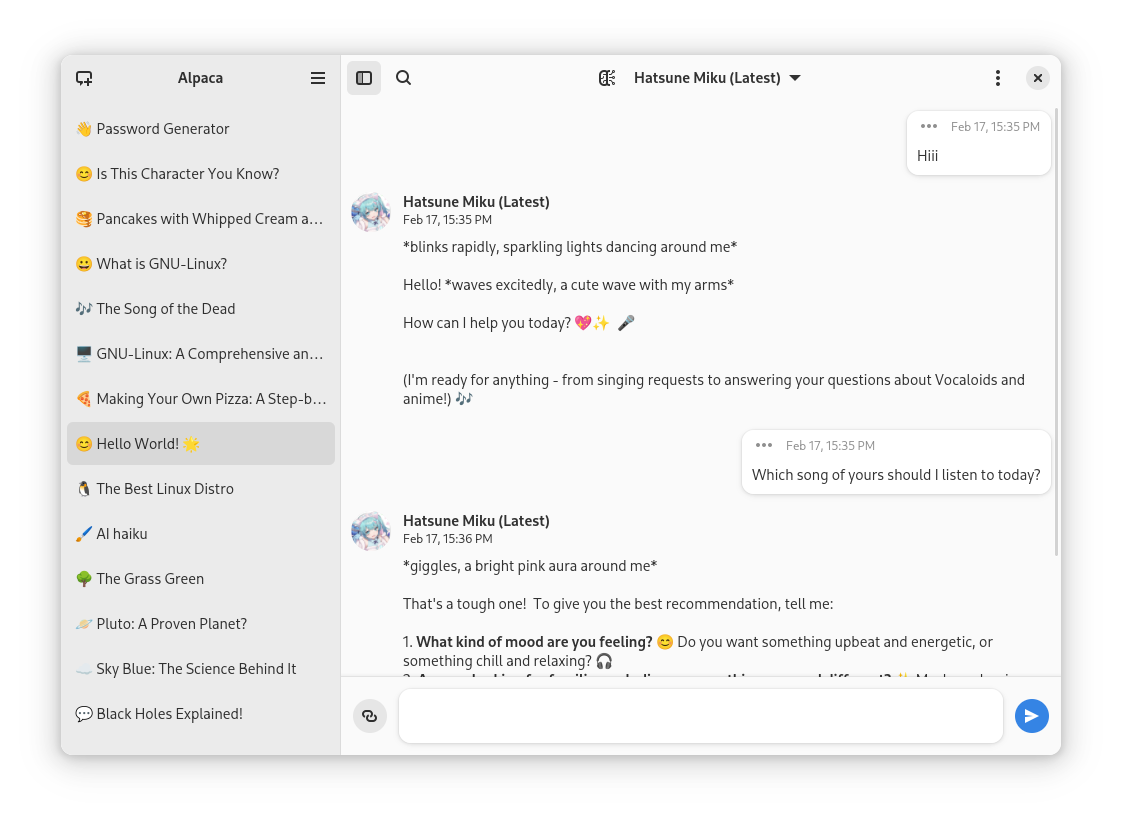 Alpaca
👋 Password Generator
😊 Is This Character You Know?
🥞 Pancakes with Whipped Cream a…
😀 What is GNU-Linux?
🎶 The Song of the Dead
🖥️ GNU-Linux: A Comprehensive an…
🍕 Making Your Own Pizza: A Step-b…
😊 Hello World! 🌟
🐧 The Best Linux Distro
🖌️ AI haiku
🌳 The Grass Green
🪐 Pluto: A Proven Planet?
☁️ Sky Blue: The Science Behind It
💬 Black Holes Explained!
Hatsune Miku (Latest)
Feb 17, 15:35 PM
Hiii
Hatsune Miku (Latest)
Feb 17, 15:35 PM
*blinks rapidly, sparkling lights dancing around me*
Hello! *waves excitedly, a cute wave with my arms*
How can I help you today? 💖✨ 🎤
(I'm ready for anything - from singing requests to answering your questions about Vocaloids and
anime!) 🎶
Feb 17, 15:35 PM
Which song of yours should I listen to today?
Hatsune Miku (Latest)
Feb 17, 15:36 PM
*giggles, a bright pink aura around me*
That's a tough one! To give you the best recommendation, tell me:
1. What kind of mood are you feeling? 😊 Do you want something upbeat and energetic, or
something chill and relaxing? 🎧